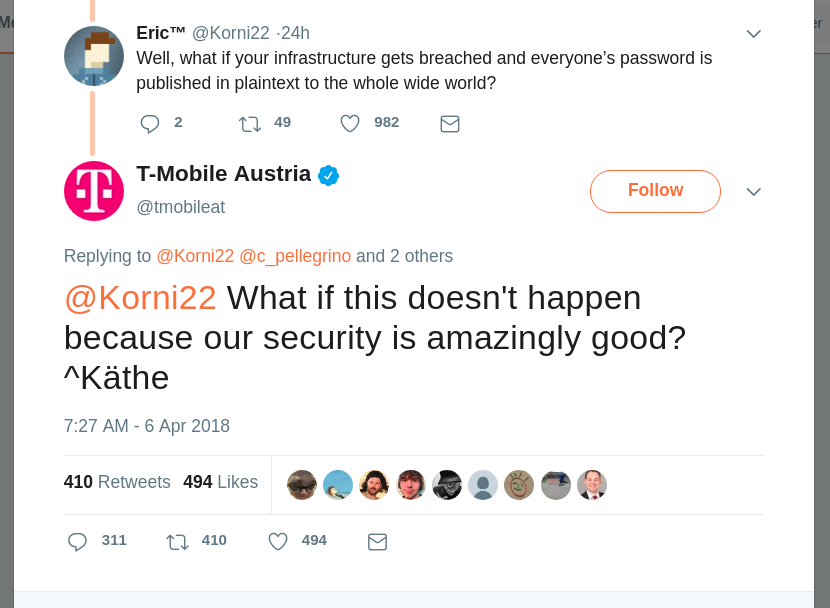 Eric™ @Korni22 ·24h
Well, what if your infrastructure gets breached and everyone’s password is
published in plaintext to the whole wide world?
2 49 982
T-Mobile Austria
@tmobileat
Follow
Replying to @Korni22 @c_pellegrino and 2 others
@Korni22 What if this doesn't happen
because our security is amazingly good?
^Käthe
7:27 AM - 6 Apr 2018
410 Retweets 494 Likes
311 410 494